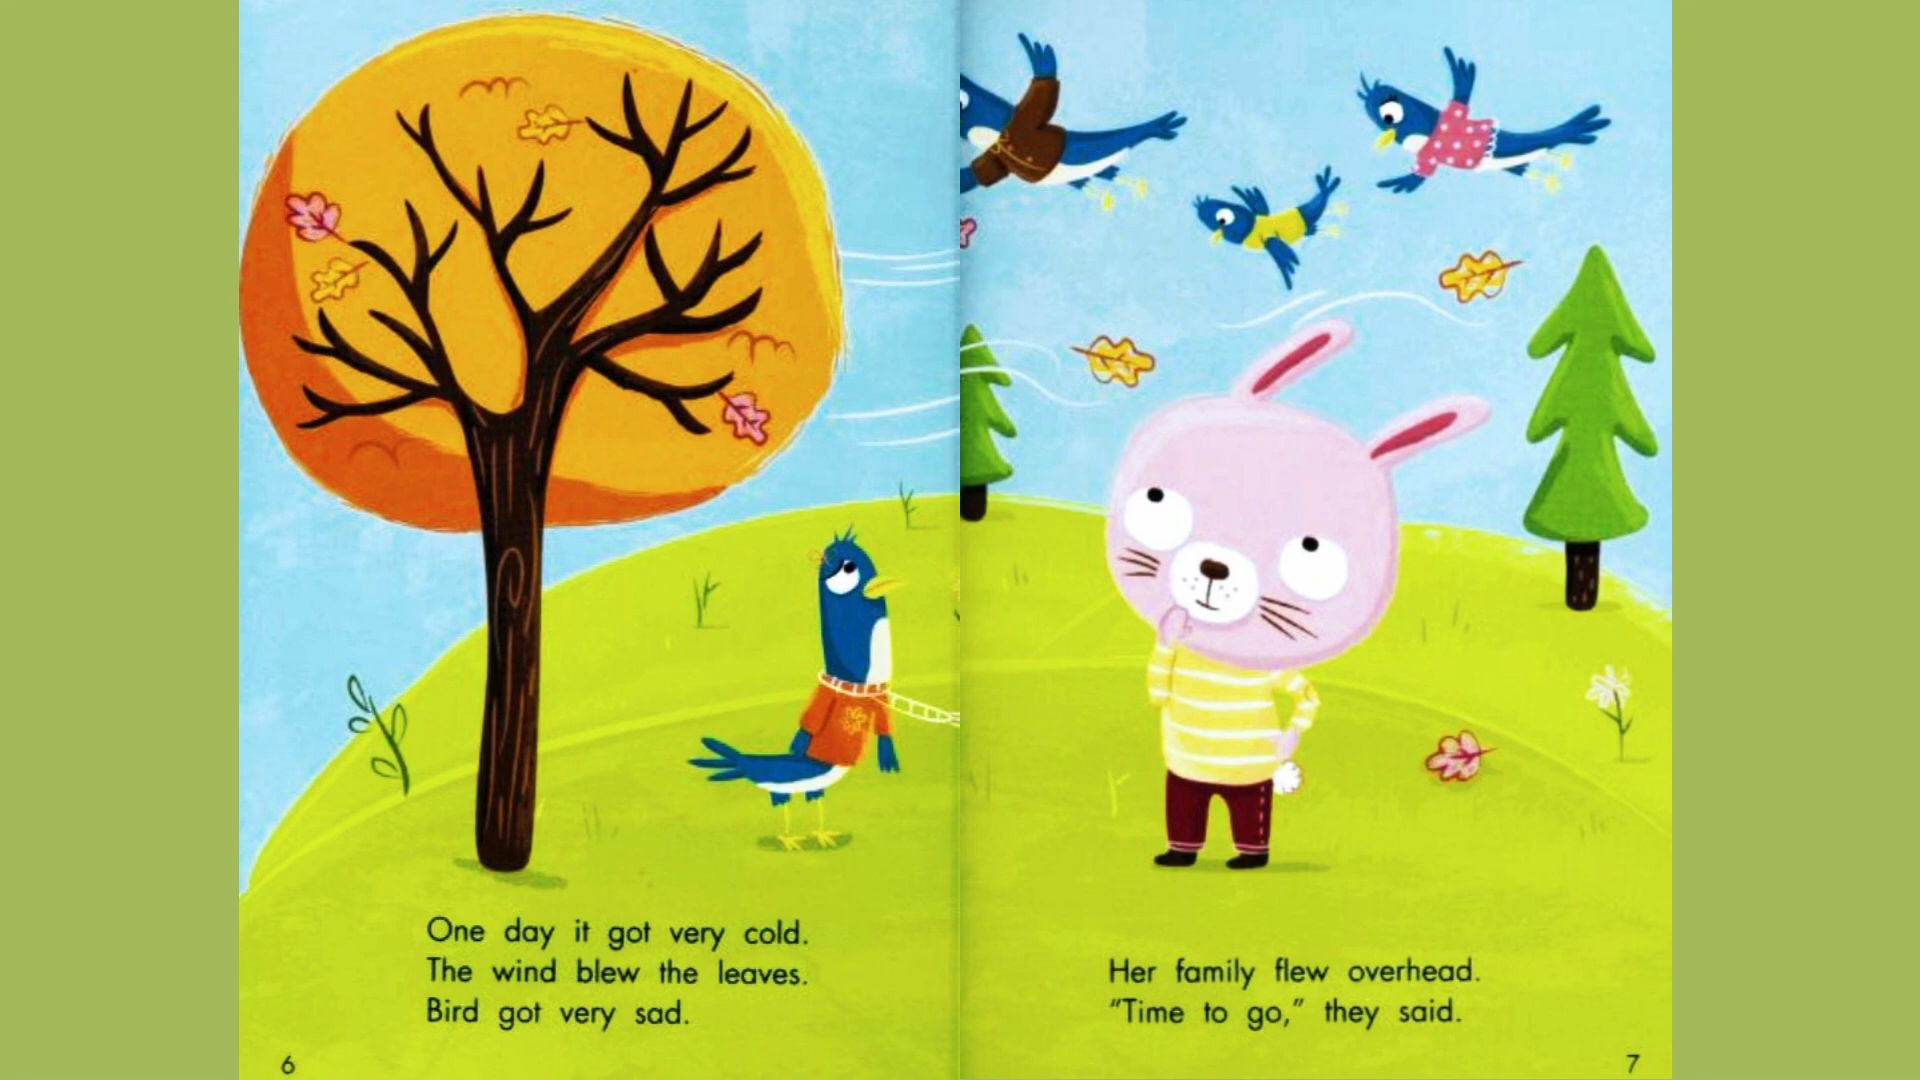 One day it got very cold.
The wind blew the leaves.
Bird got very sad.
6
Her family flew overhead.
“Time to go,” they said.
7